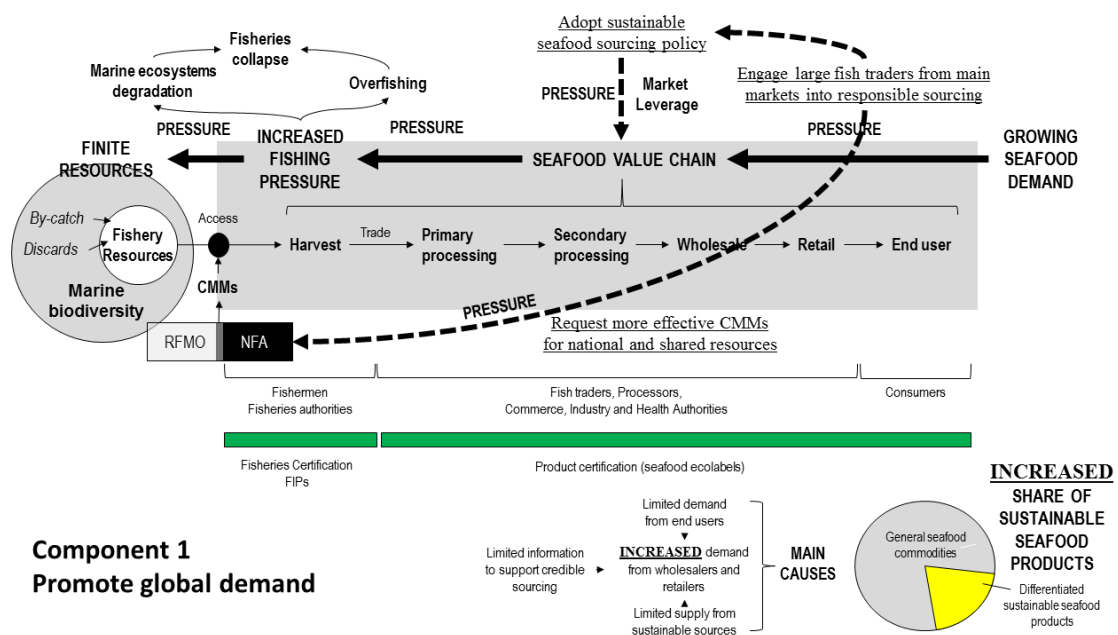 Adopt sustainable
seafood sourcing policy
Fisheries
collapse
Marine ecosystems
degradation
Overfishing
PRESSURE
Market
Leverage
Engage large fish traders from main
markets into responsible sourcing
PRESSURE
PRESSURE
PRESSURE
FINITE
RESOURCES
INCREASED
FISHING
PRESSURE
SEAFOOD VALUE CHAIN
GROWING
SEAFOOD
DEMAND
By-catch
Discards
Fishery
Resources
Marine
biodiversity
Access
CMMs
Harvest
Trade
Primary
processing
Secondary
processing
Wholesale
Retail
End user
PRESSURE
RFMO
NFA
Request more effective CMMs
for national and shared resources
Fishermen
Fisheries authorities
Fish traders, Processors,
Commerce, Industry and Health Authorities
Consumers
Fisheries Certification
FIPs
Product certification (seafood ecolabels)
Limited demand
from end users
Limited information
to support credible
sourcing
INCREASED demand
from wholesalers and
retailers
Limited supply from
sustainable sources
MAIN
CAUSES
General seafood
commodities
INCREASED
SHARE OF
SUSTAINABLE
SEAFOOD
PRODUCTS
Differentiated
sustainable seafood
products
Component 1
Promote global demand